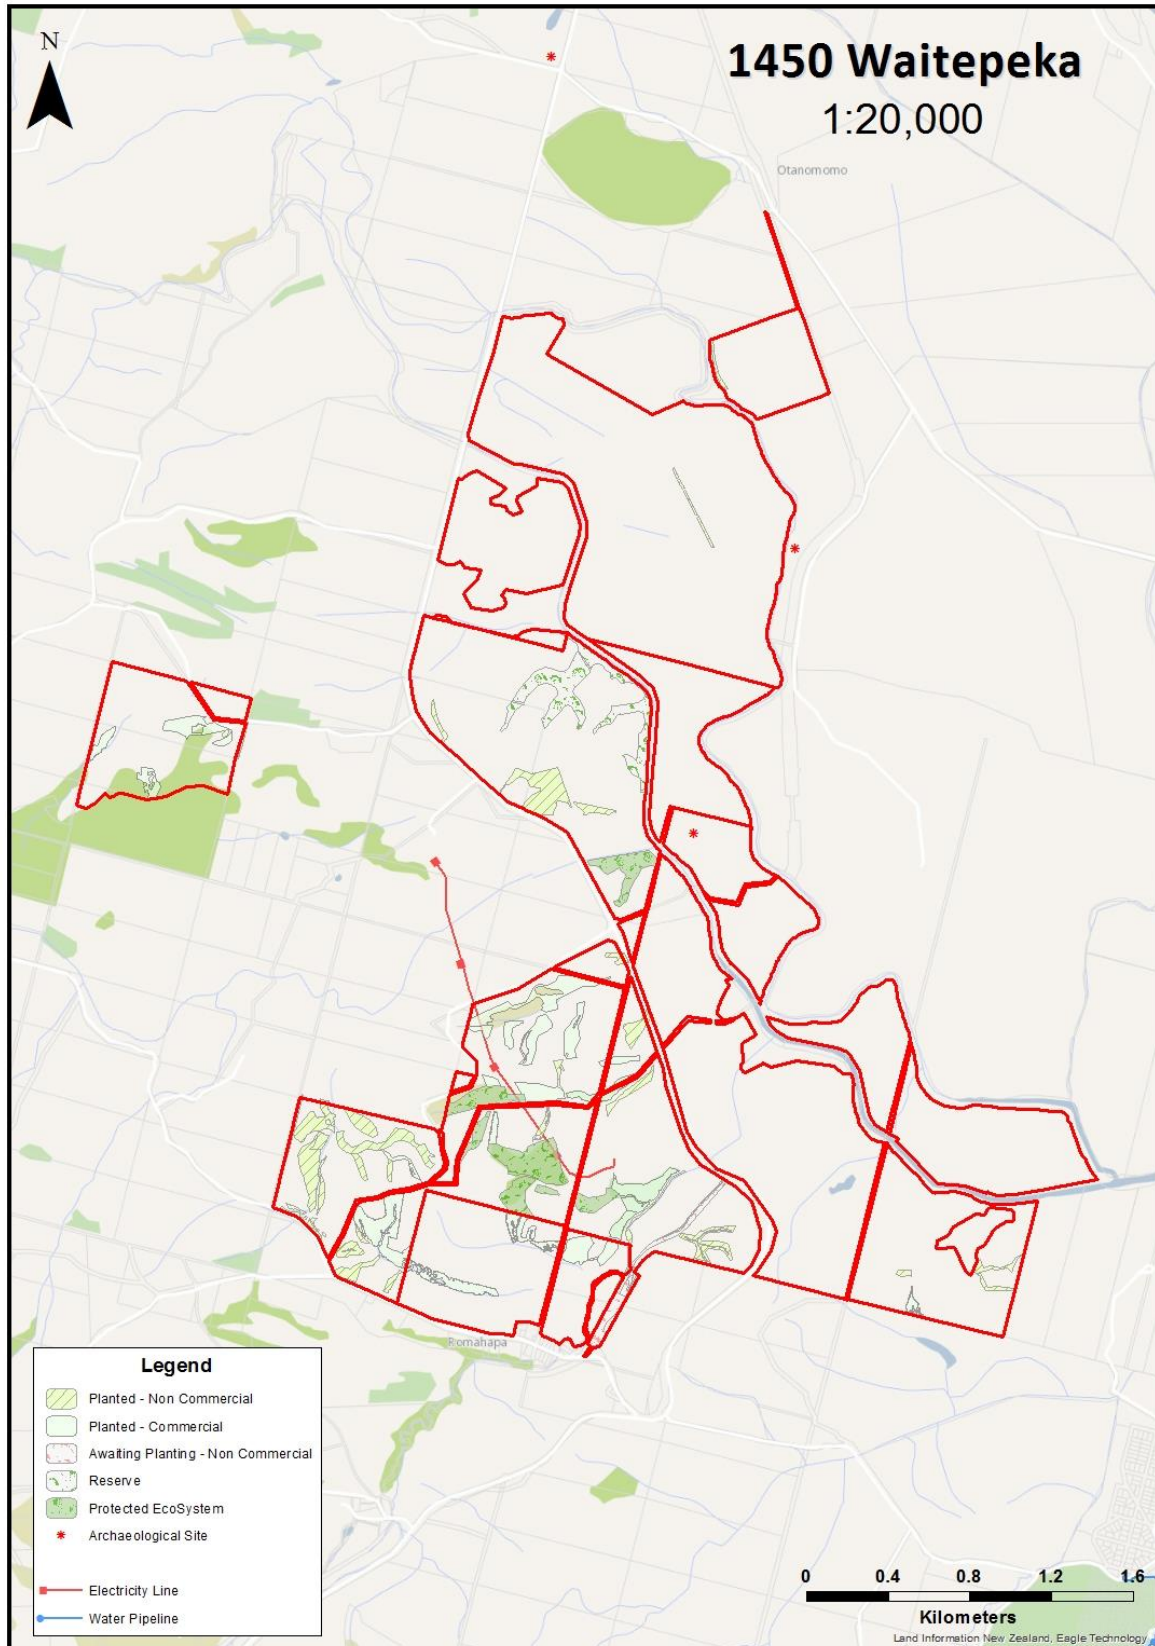 N
1450 Waitepeka
1:20,000
Otanomomo
Romahapa
Legend
Planted - Non Commercial
Planted - Commercial
Awaiting Planting - Non Commercial
Reserve
Protected EcoSystem
Archaeological Site
Electricity Line
Water Pipeline
0 0.4 0.8 1.2 1.6
Kilometers
Land Information New Zealand, Eagle Technology